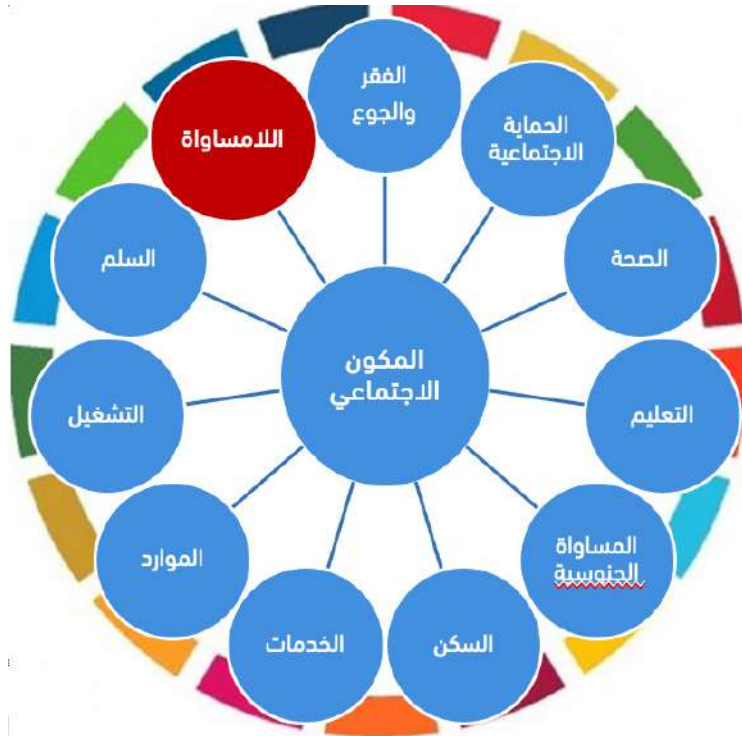 الفقر
والجوع
الحماية
الاجتماعية
الصحة
التعليم
المساواة
الجنوسية
السكن
الخدمات
الموارد
التشغيل
السلم
اللامساواة
المكون
الاجتماعي